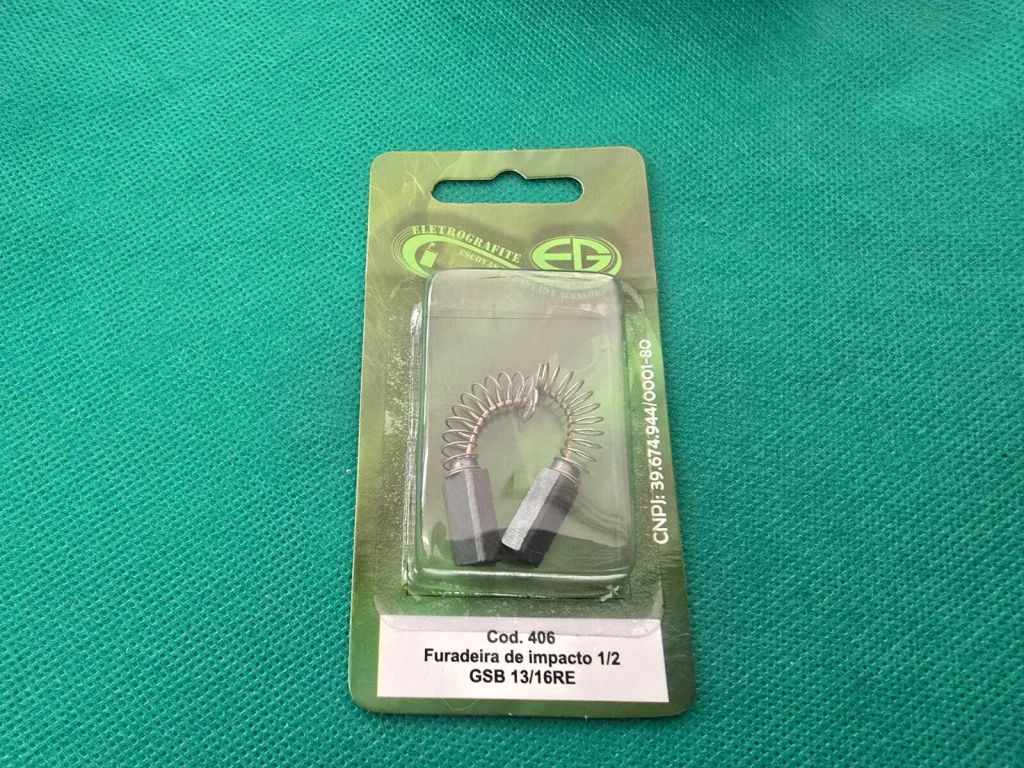 ELETROGRAFITE
EG
CNPJ: 39.674.944/0001-80
Cod. 406
Furadeira de impacto 1/2
GSB 13/16RE